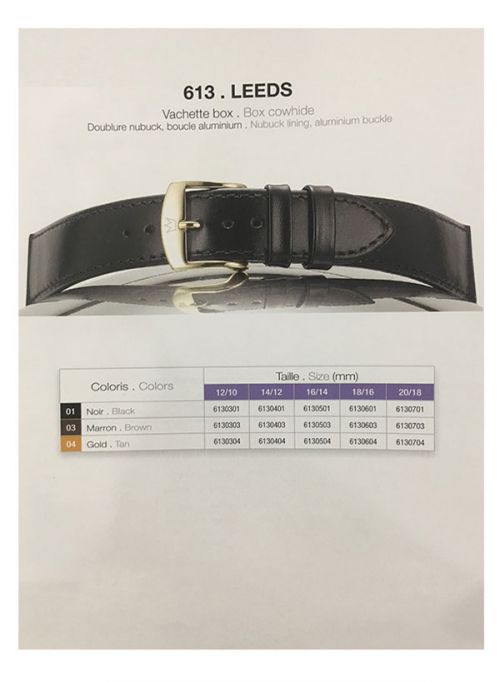 613 . LEEDS
Vachette box . Box cowhide
Doublure nubuck, boucle aluminium . Nubuck lining, aluminium buckle
Coloris . Colors
Taille . Size (mm)
12/10 14/12 16/14 18/16 20/18
01 Noir . Black 6130301 6130401 6130501 6130601 6130701
03 Marron . Brown 6130303 6130403 6130503 6130603 6130703
04 Gold . Tan 6130304 6130404 6130504 6130604 6130704